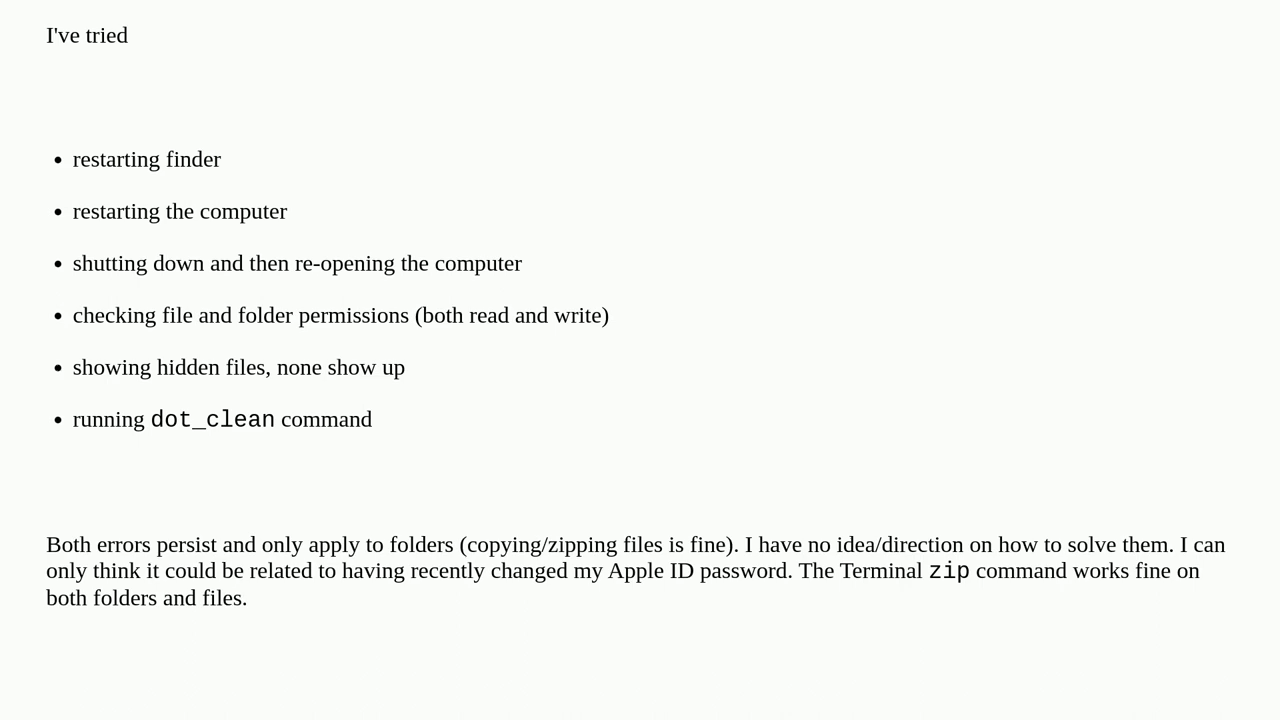 I've tried
• restarting finder
• restarting the computer
• shutting down and then re-opening the computer
• checking file and folder permissions (both read and write)
• showing hidden files, none show up
• running dot_clean command
Both errors persist and only apply to folders (copying/zipping files is fine). I have no idea/direction on how to solve them. I can
only think it could be related to having recently changed my Apple ID password. The Terminal zip command works fine on
both folders and files.